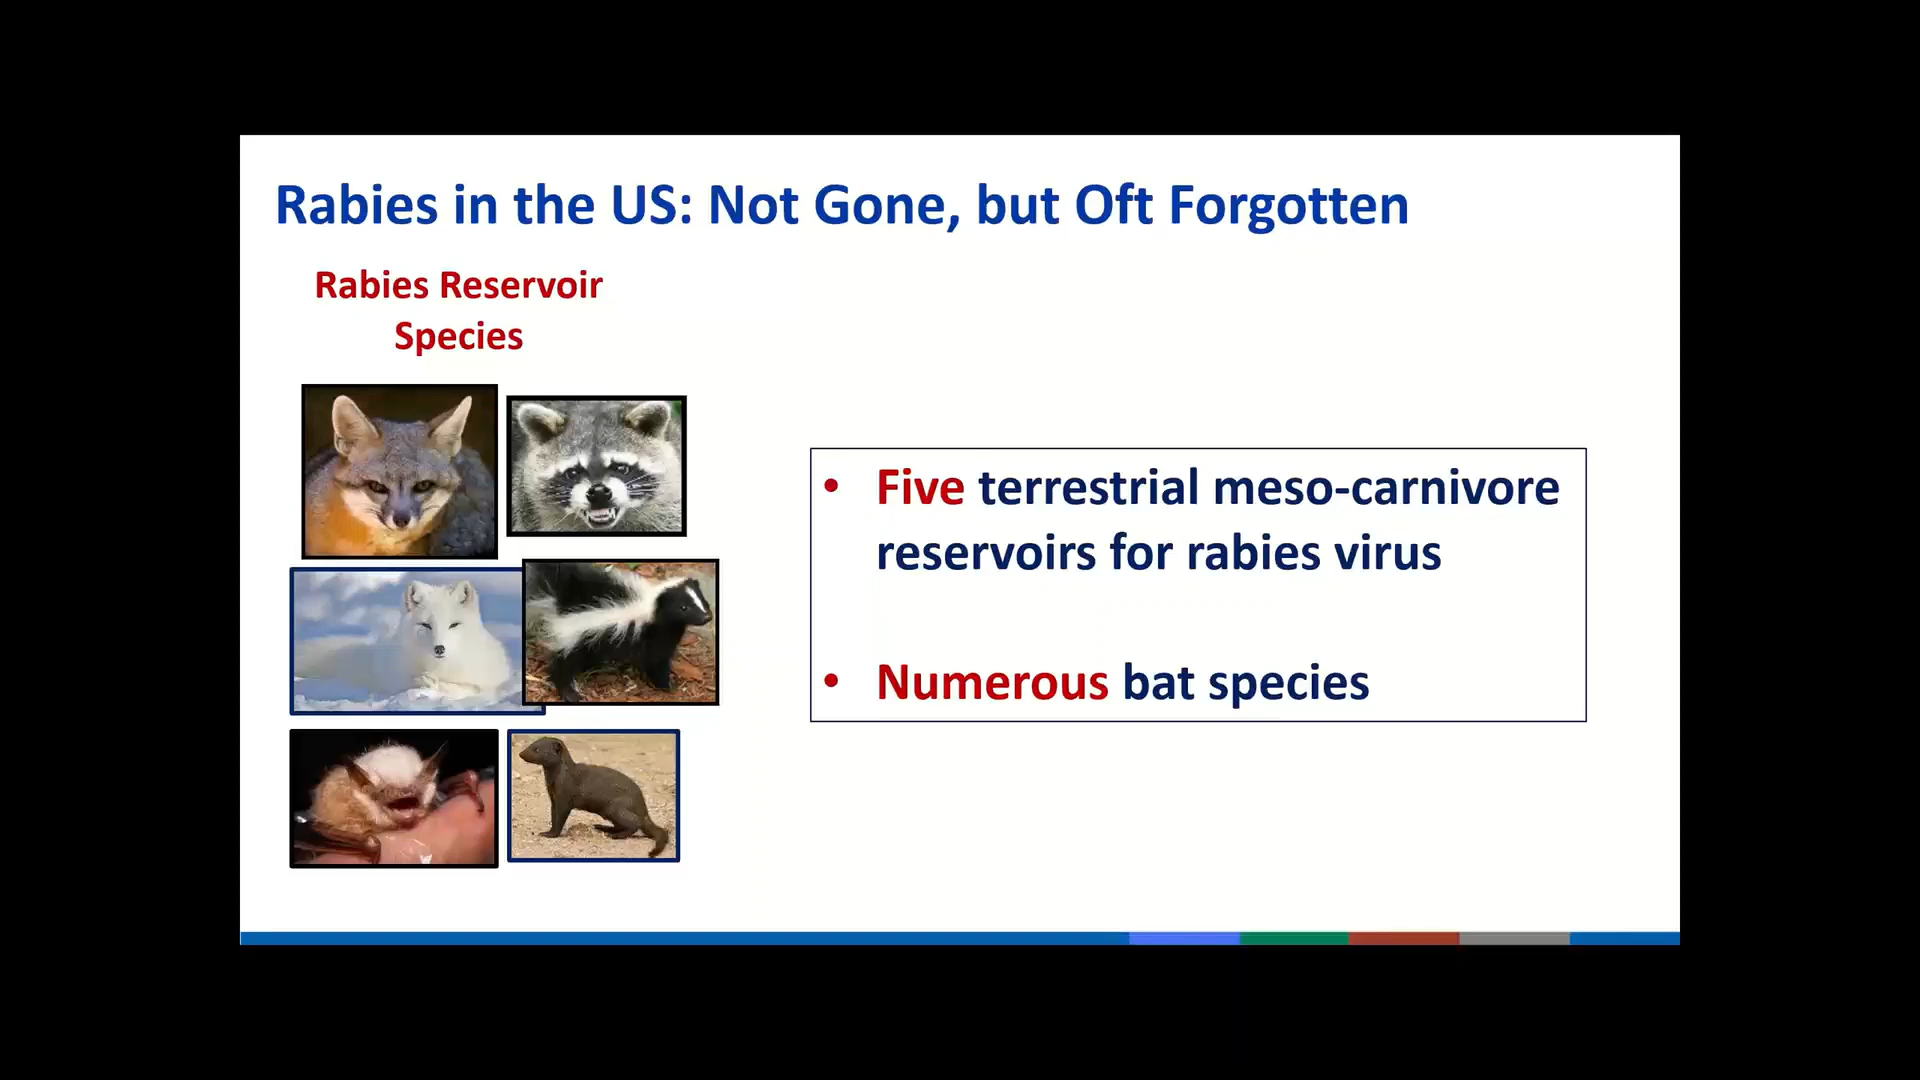 Rabies in the US: Not Gone, but Oft Forgotten
Rabies Reservoir
Species
• Five terrestrial meso-carnivore
reservoirs for rabies virus
• Numerous bat species